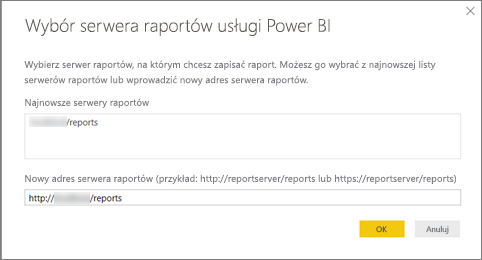 Wybór serwera raportów usługi Power BI
Wybierz serwer raportów, na którym chcesz zapisać raport. Możesz go wybrać z najnowszej listy
serwerów raportów lub wprowadzić nowy adres serwera raportów.
Najnowsze serwery raportów
/reports
Nowy adres serwera raportów (przykład: http://reportserver/reports lub https://reportserver/reports)
http:// /reports
OK Anuluj